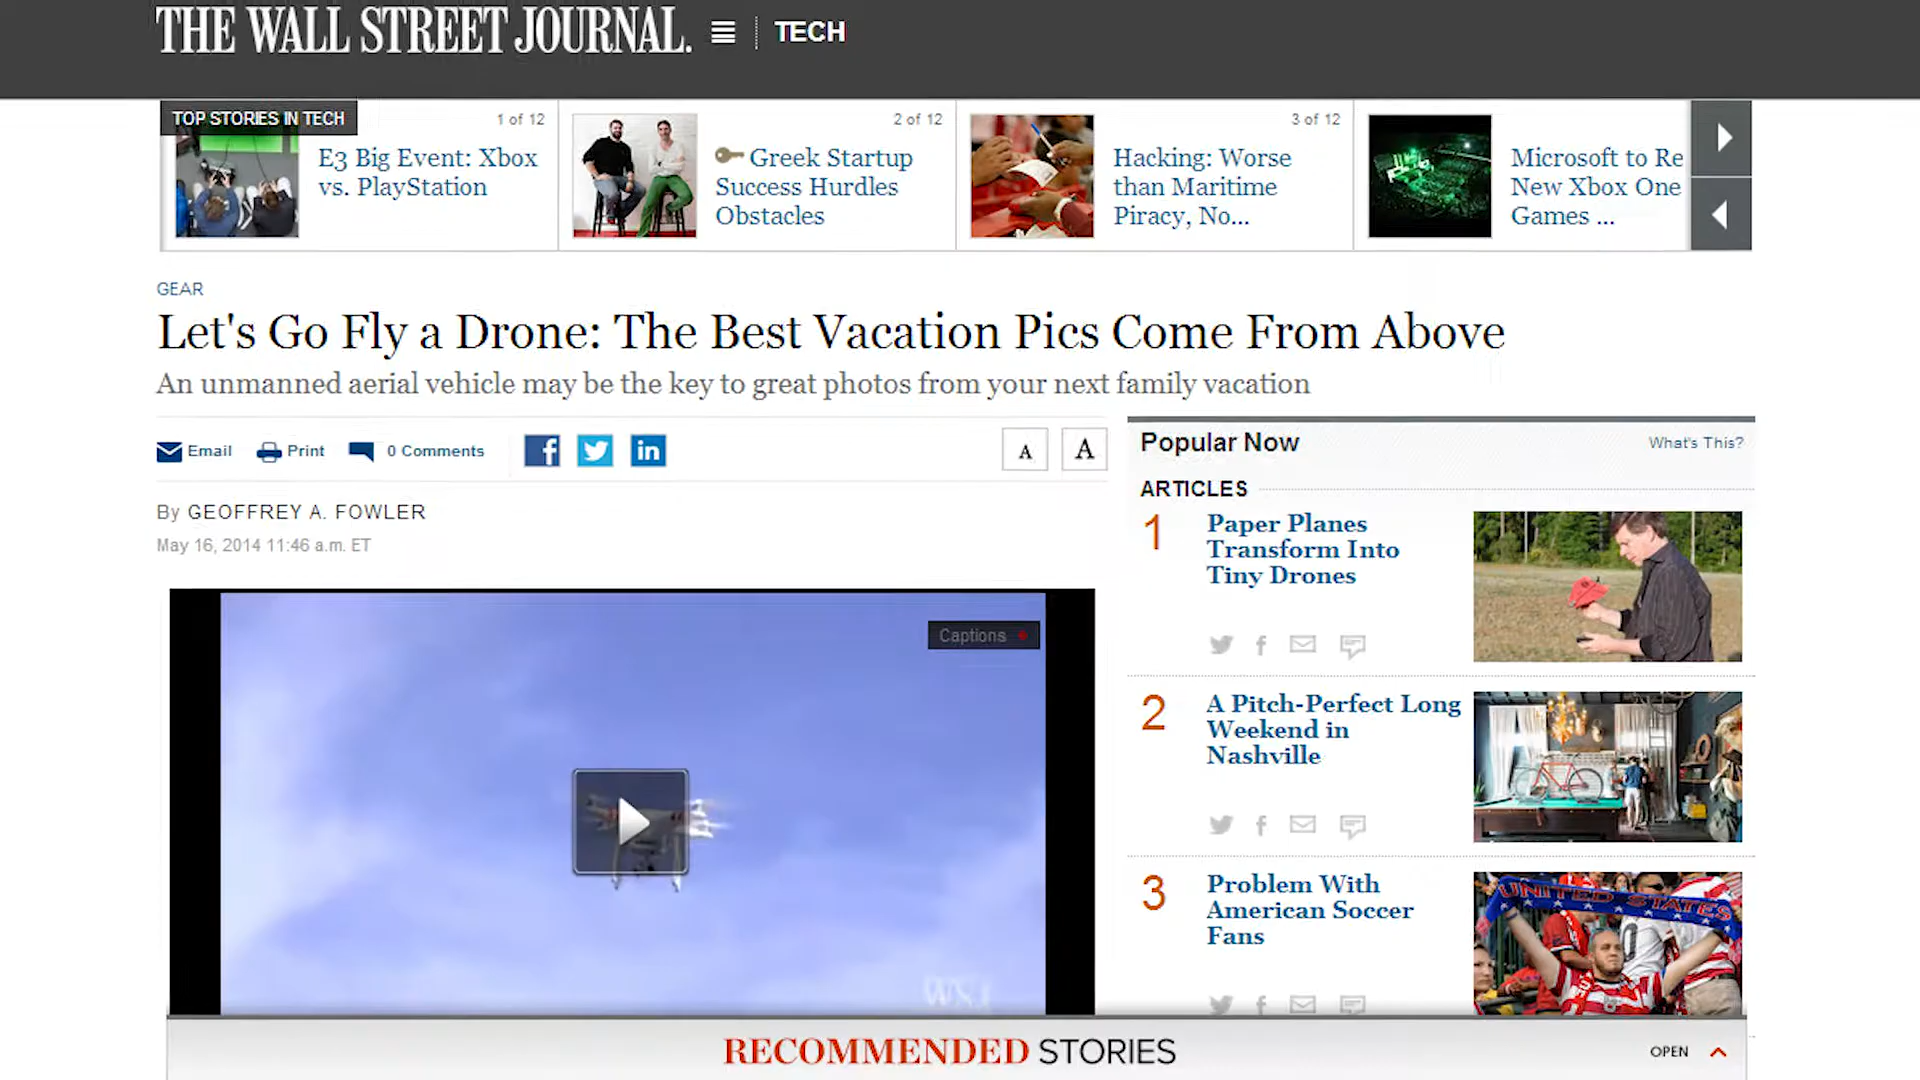 THE WALL STREET JOURNAL.
TECH
TOP STORIES IN TECH
1 of 12
E3 Big Event: Xbox
vs. PlayStation
2 of 12
Greek Startup
Success Hurdles
Obstacles
3 of 12
Hacking: Worse
than Maritime
Piracy, No...
Microsoft to Re
New Xbox One
Games ...
GEAR
Let's Go Fly a Drone: The Best Vacation Pics Come From Above
An unmanned aerial vehicle may be the key to great photos from your next family vacation
Email
Print
0 Comments
f
in
A
A
By GEOFFREY A. FOWLER
May 16, 2014 11:46 a.m. ET
Captions
WSJ
Popular Now
What's This?
ARTICLES
1
Paper Planes
Transform Into
Tiny Drones
2
A Pitch-Perfect Long
Weekend in
Nashville
3
Problem With
American Soccer
Fans
UNITED STATES
RECOMMENDED STORIES
OPEN